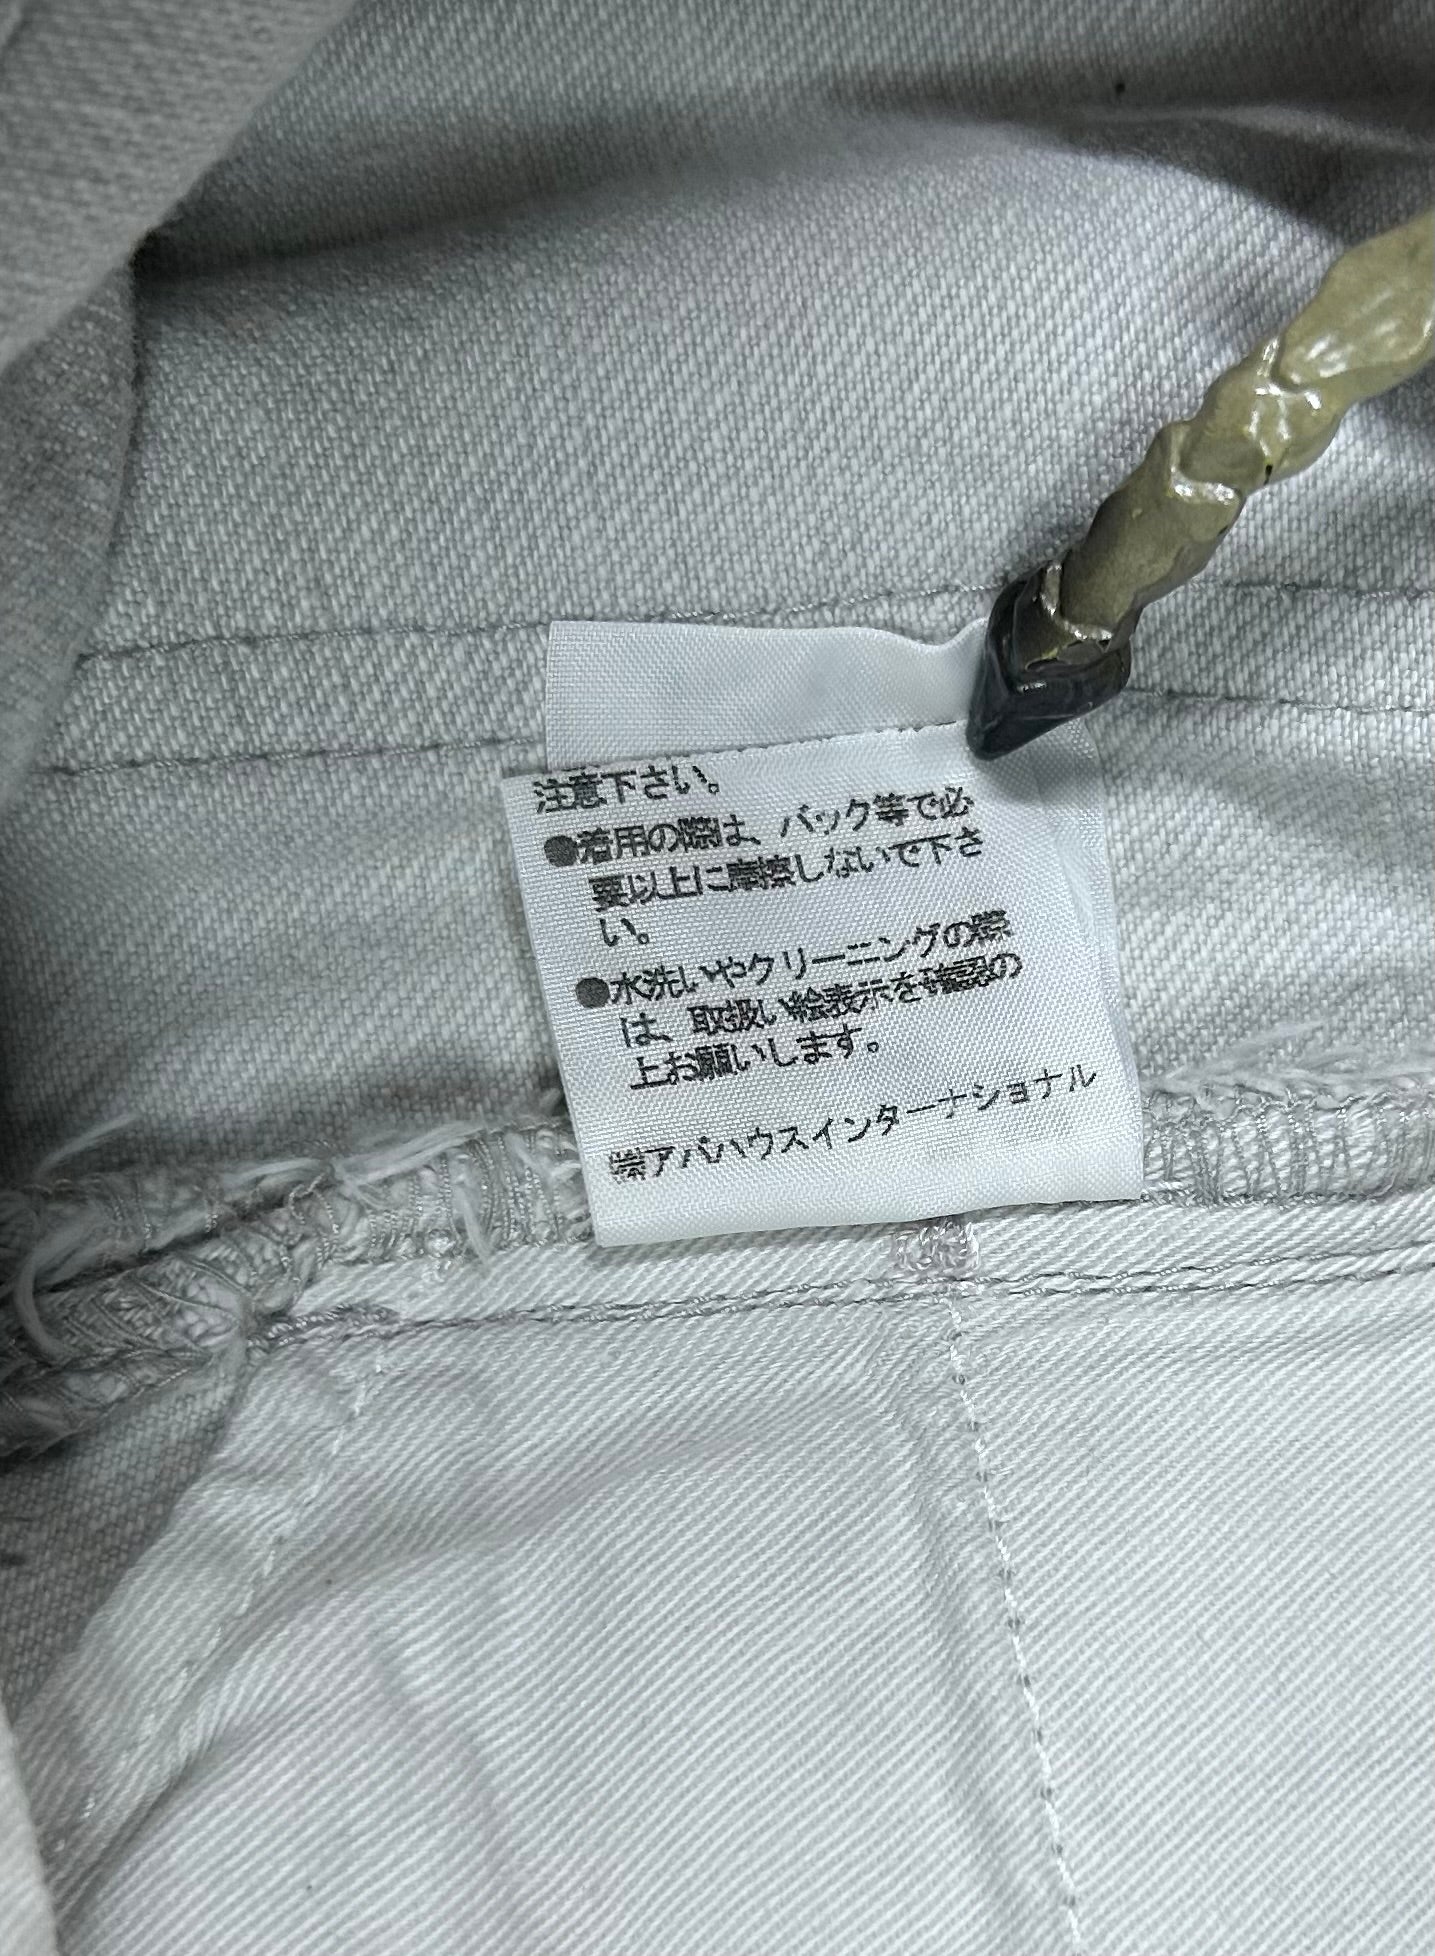 注意下さい。
●着用の際は、バック等で必
要以上に摩擦しないで下さ
い。
●水洗いやクリーニングの際
は、取扱い絵表示を確認の
上お願いします。
㈱アパハウスインターナショナル